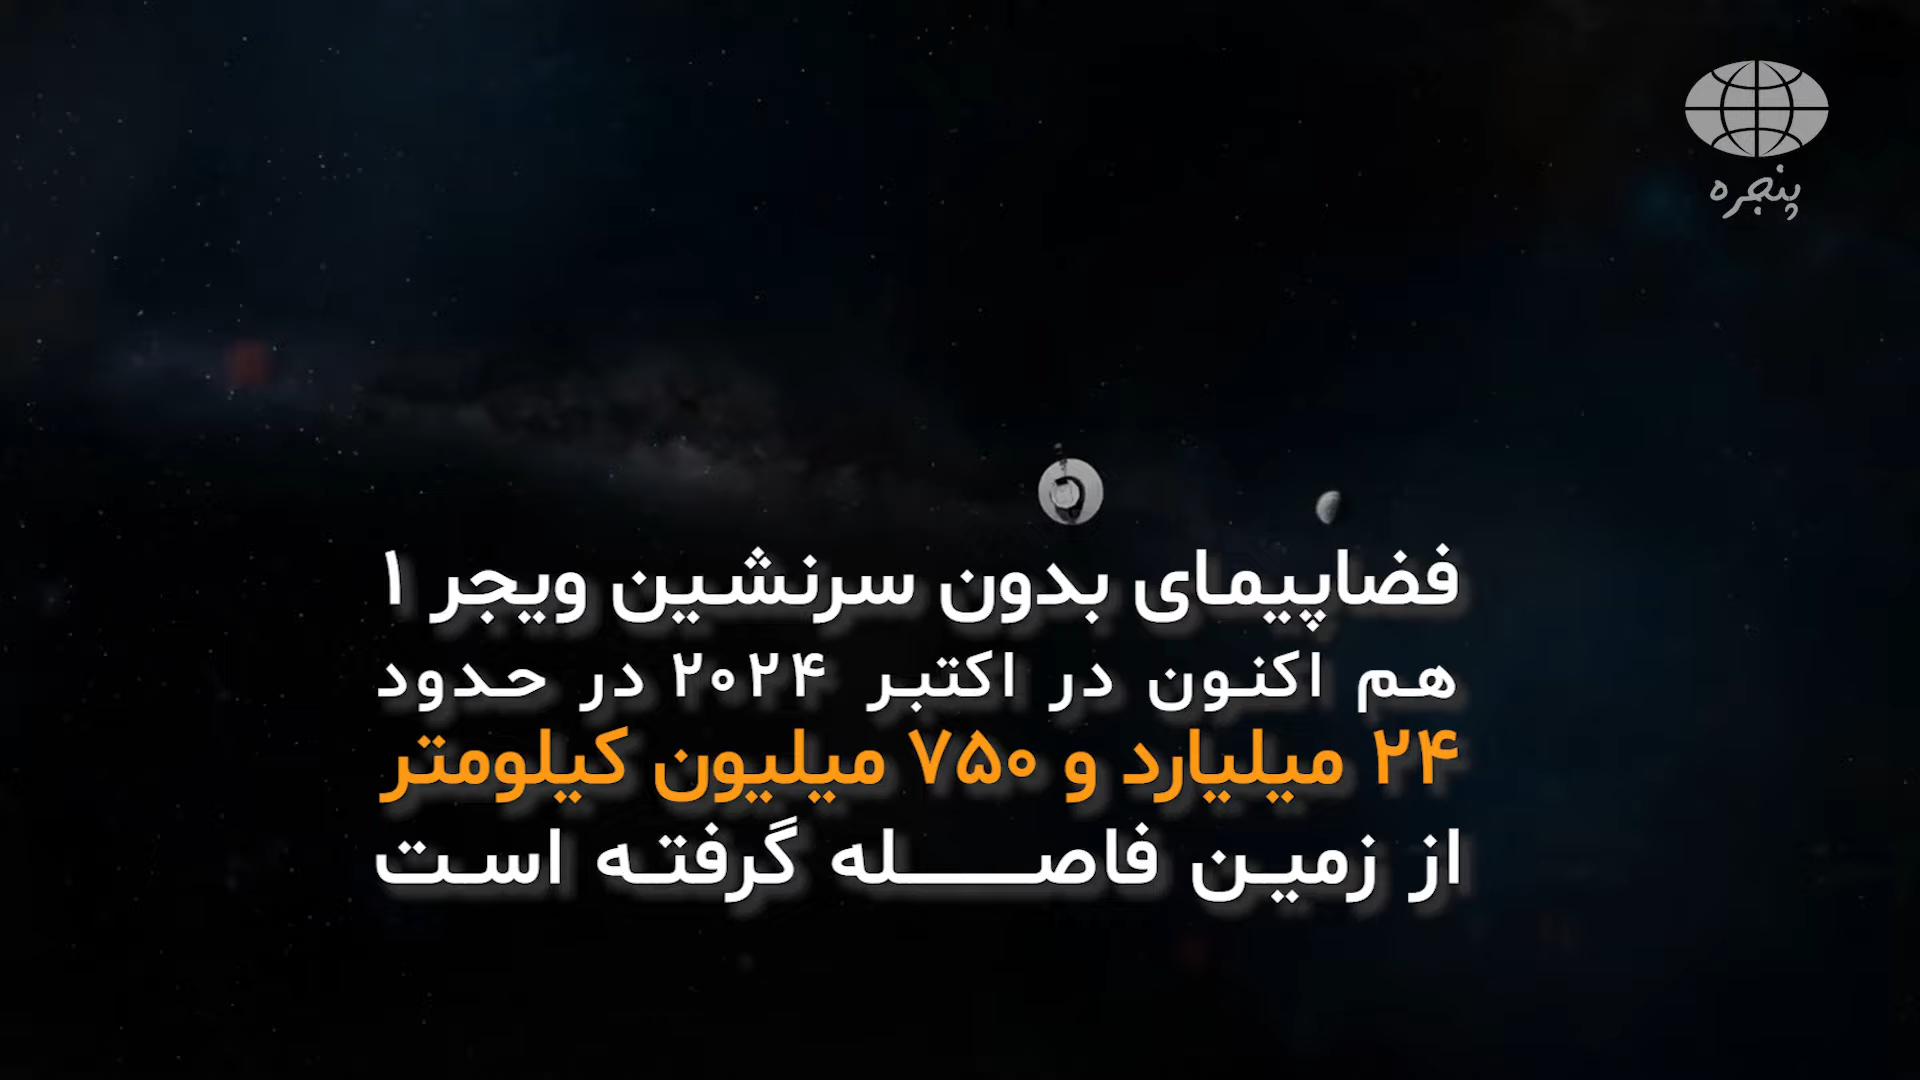 پنجره
فضاپیمای بدون سرنشین ویجر ۱
هم اکنون در اکتبر ۲۰۲۴ در حدود
۲۴ میلیارد و ۷۵۰ میلیون کیلومتر
از زمین فاصـــــله گرفته است